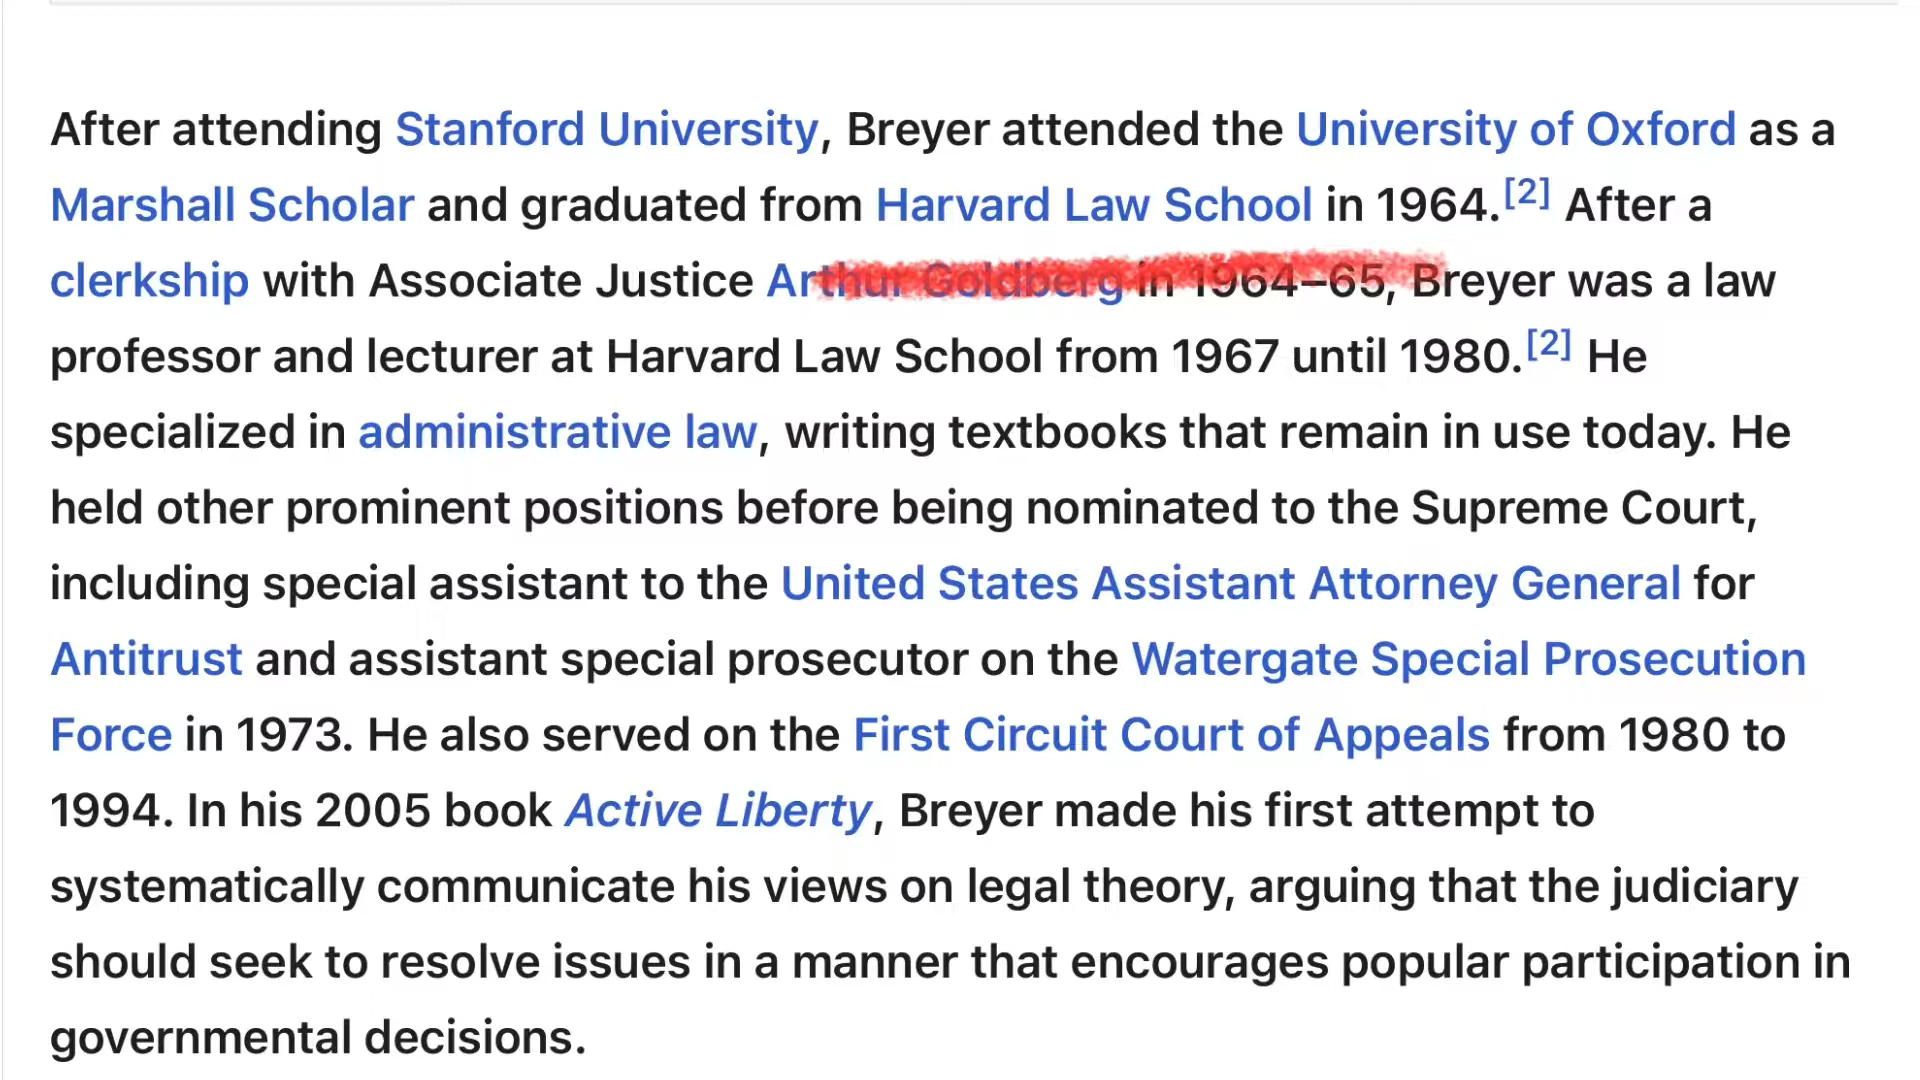 After attending Stanford University, Breyer attended the University of Oxford as a
Marshall Scholar and graduated from Harvard Law School in 1964.[2] After a
clerkship with Associate Justice Arthur Goldberg in 1964–65, Breyer was a law
professor and lecturer at Harvard Law School from 1967 until 1980.[2] He
specialized in administrative law, writing textbooks that remain in use today. He
held other prominent positions before being nominated to the Supreme Court,
including special assistant to the United States Assistant Attorney General for
Antitrust and assistant special prosecutor on the Watergate Special Prosecution
Force in 1973. He also served on the First Circuit Court of Appeals from 1980 to
1994. In his 2005 book Active Liberty, Breyer made his first attempt to
systematically communicate his views on legal theory, arguing that the judiciary
should seek to resolve issues in a manner that encourages popular participation in
governmental decisions.